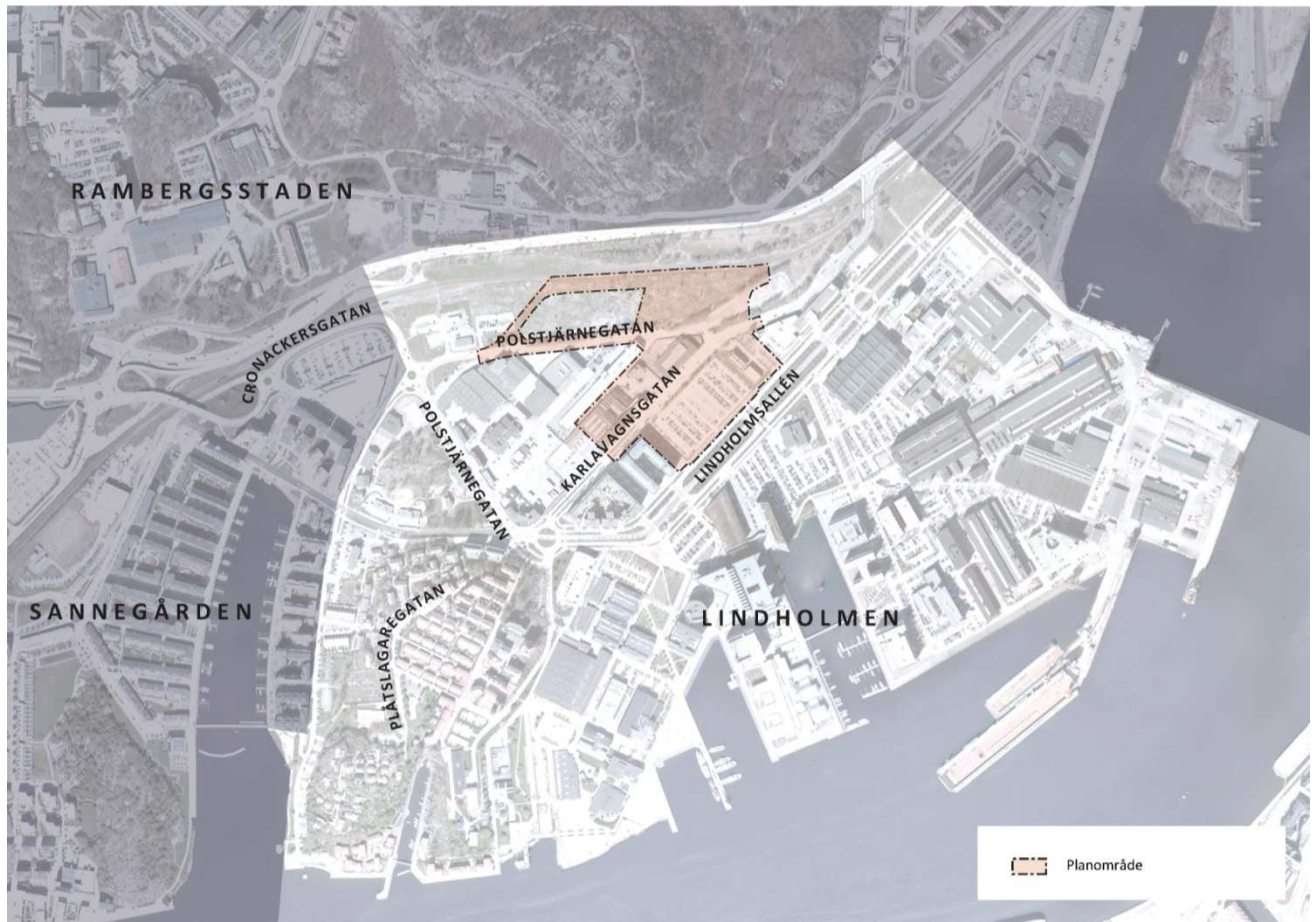 RAMBERGSSTADEN
CRONACKERSGATAN
POLSTJÄRNEGATAN
POLSTJÄRNEGATAN
KARLAVAGNSGATAN
LINDHOLMSALLÉN
PLÅTSLAGAREGATAN
SANNEGÅRDEN
LINDHOLMEN
Planområde